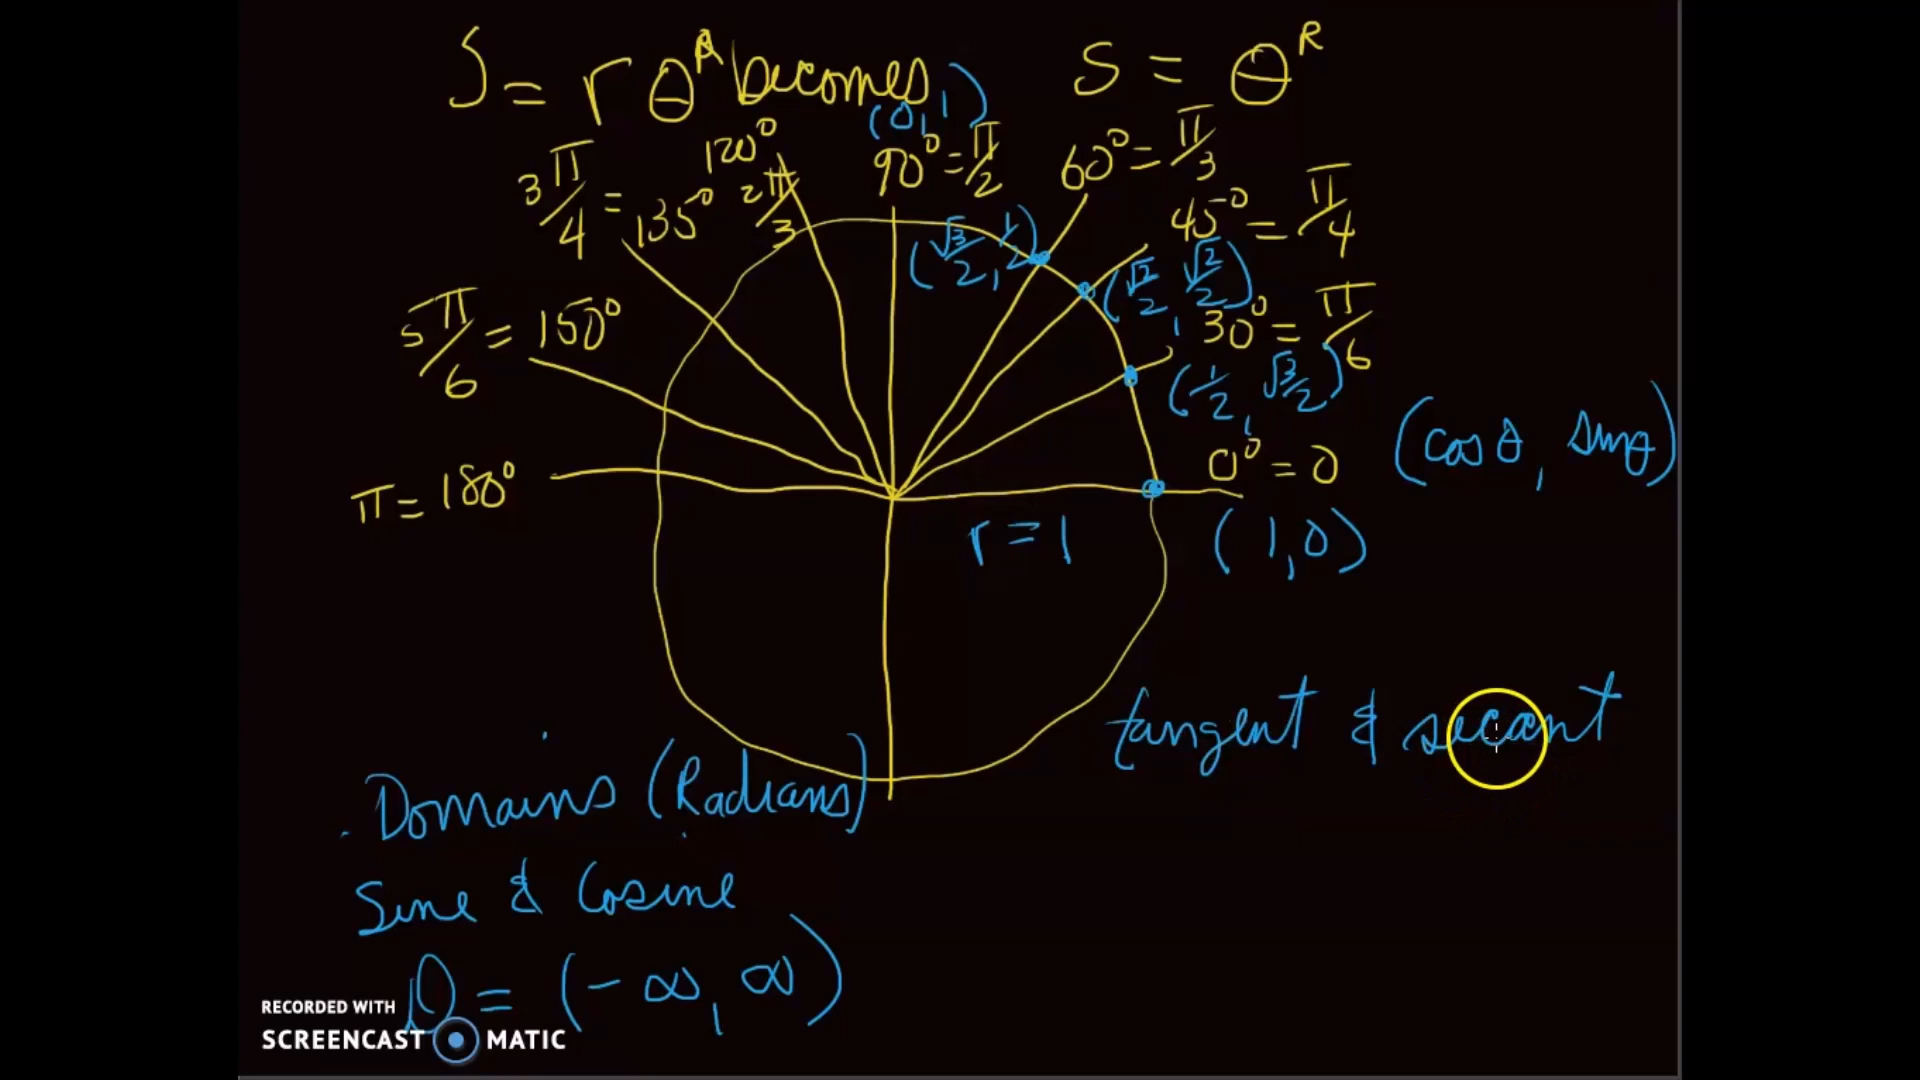 S = r θᴿ becomes
S = θᴿ
(0, 1)
120°
2π/3
90° = π/2
60° = π/3
3π/4 = 135°
45° = π/4
(√3/2, 1/2)
(√2/2, √2/2)
5π/6 = 150°
30° = π/6
(1/2, √3/2)
(cos θ, sin θ)
0° = 0
π = 180°
r = 1
(1, 0)
tangent & secant
Domains (Radians)
Sine & Cosine
D = (-∞, ∞)
RECORDED WITH
SCREENCAST MATIC